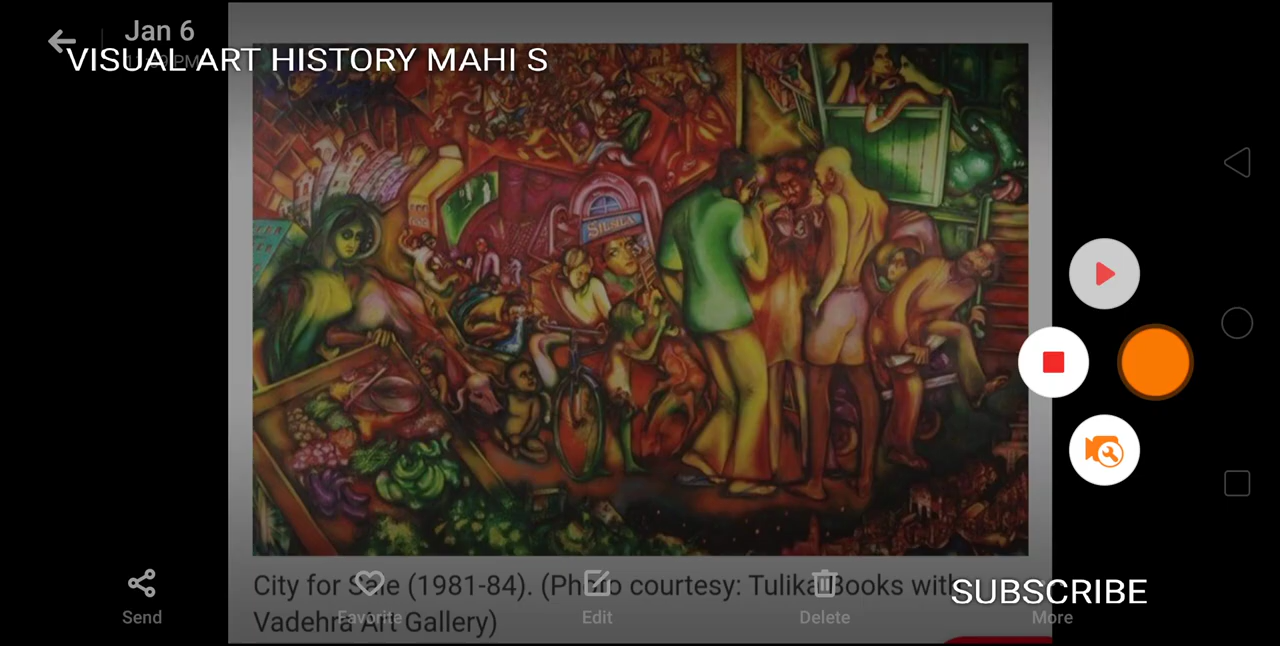 Jan 6
VISUAL ART HISTORY MAHI S
SILSILA
City for Sale (1981-84). (Photo courtesy: Tulika Books with
Vadehra Art Gallery)
SUBSCRIBE
Send
Favorite
Edit
Delete
More